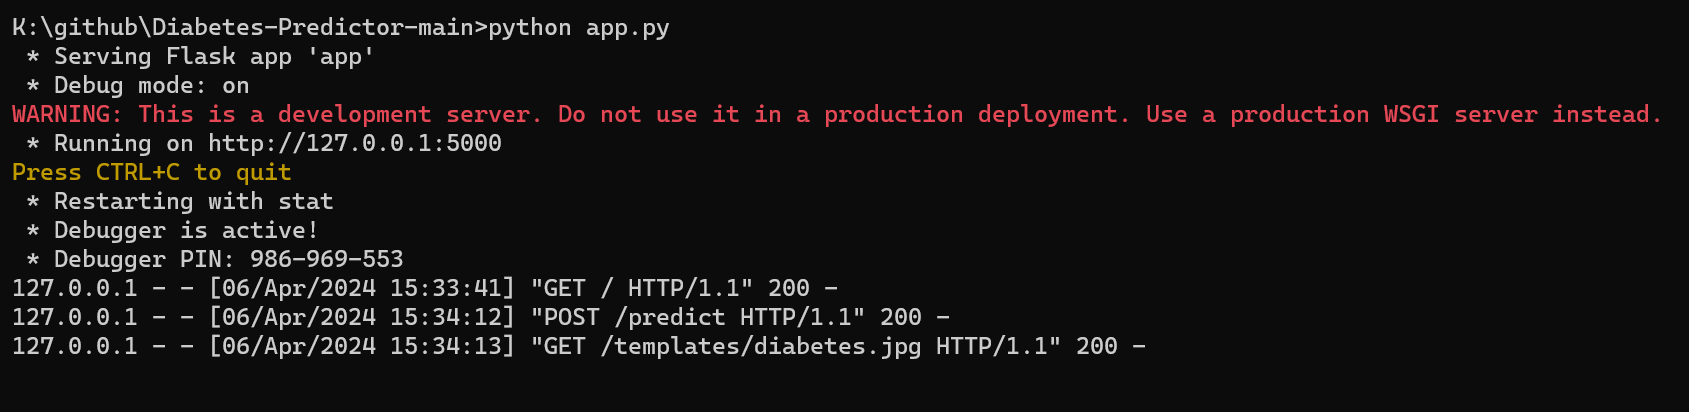 K:\github\Diabetes-Predictor-main>python app.py
 * Serving Flask app 'app'
 * Debug mode: on
WARNING: This is a development server. Do not use it in a production deployment. Use a production WSGI server instead.
 * Running on http://127.0.0.1:5000
Press CTRL+C to quit
 * Restarting with stat
 * Debugger is active!
 * Debugger PIN: 986-969-553
127.0.0.1 - - [06/Apr/2024 15:33:41] "GET / HTTP/1.1" 200 -
127.0.0.1 - - [06/Apr/2024 15:34:12] "POST /predict HTTP/1.1" 200 -
127.0.0.1 - - [06/Apr/2024 15:34:13] "GET /templates/diabetes.jpg HTTP/1.1" 200 -